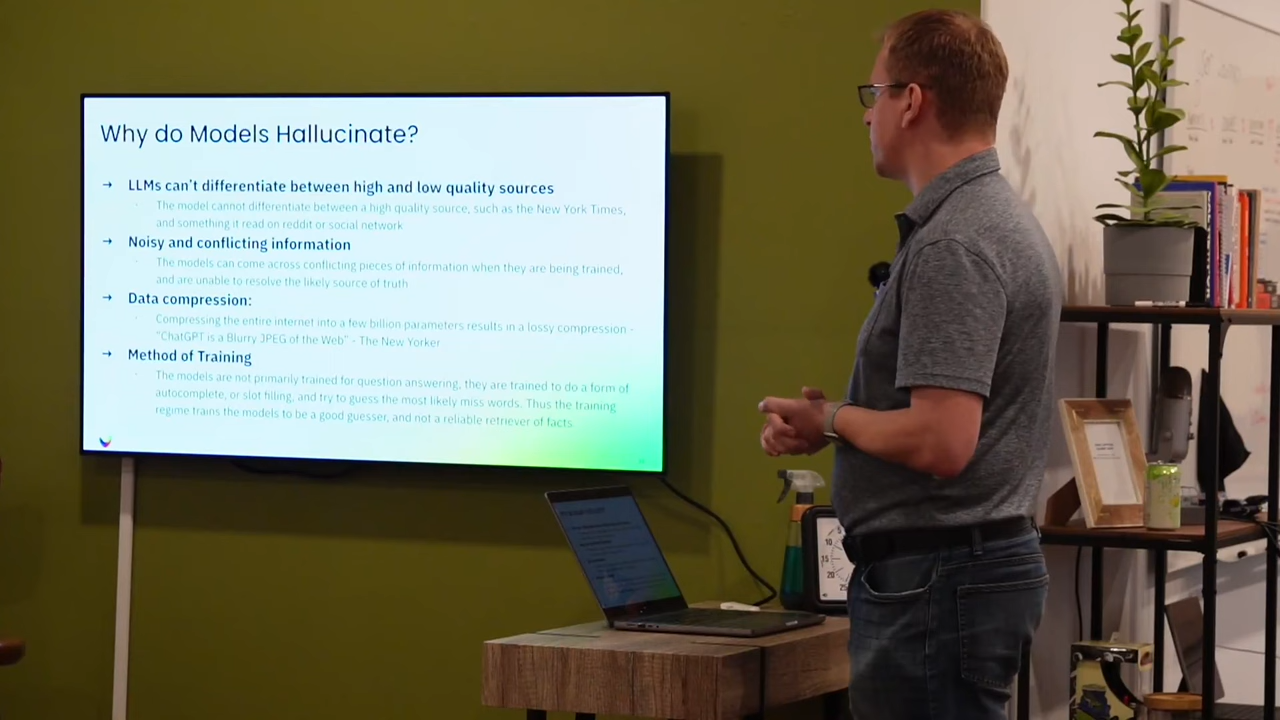 Why do Models Hallucinate?
→ LLMs can't differentiate between high and low quality sources
The model cannot differentiate between a high quality source, such as the New York Times,
and something it read on reddit or social network
→ Noisy and conflicting information
The models can come across conflicting pieces of information when they are being trained,
and are unable to resolve the likely source of truth
→ Data compression:
Compressing the entire internet into a few billion parameters results in a lossy compression -
"ChatGPT is a Blurry JPEG of the Web" - The New Yorker
→ Method of Training
The models are not primarily trained for question answering, they are trained to do a form of
autocomplete, or slot filling, and try to guess the most likely miss words. Thus the training
regime trains the models to be a good guesser, and not a reliable retriever of facts.
5
10
15
20
25